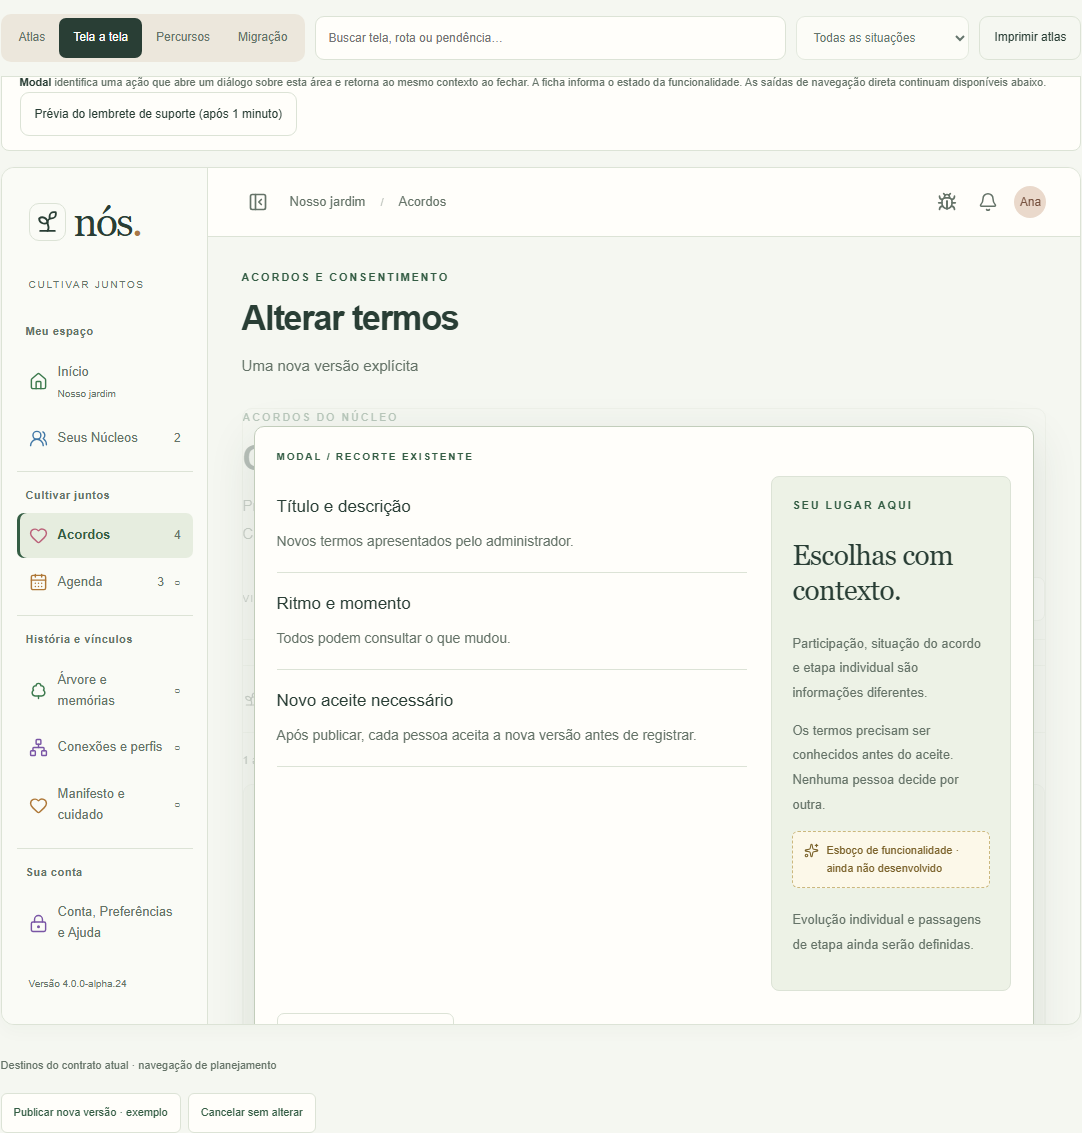 Atlas
Tela a tela
Percursos
Migração
Buscar tela, rota ou pendência...
Todas as situações
Imprimir atlas
Modal identifica uma ação que abre um diálogo sobre esta área e retorna ao mesmo contexto ao fechar. A ficha informa o estado da funcionalidade. As saídas de navegação direta continuam disponíveis abaixo.
Prévia do lembrete de suporte (após 1 minuto)
nós.
CULTIVAR JUNTOS
Meu espaço
Início
Nosso jardim
Seus Núcleos 2
Cultivar juntos
Acordos 4
Agenda 3
História e vínculos
Árvore e
memórias
Conexões e perfis
Manifesto e
cuidado
Sua conta
Conta, Preferências
e Ajuda
Versão 4.0.0-alpha.24
Nosso jardim / Acordos
Ana
ACORDOS E CONSENTIMENTO
Alterar termos
Uma nova versão explícita
ACORDOS DO NÚCLEO
MODAL / RECORTE EXISTENTE
Título e descrição
Novos termos apresentados pelo administrador.
Ritmo e momento
Todos podem consultar o que mudou.
Novo aceite necessário
Após publicar, cada pessoa aceita a nova versão antes de registrar.
SEU LUGAR AQUI
Escolhas com
contexto.
Participação, situação do acordo
e etapa individual são
informações diferentes.
Os termos precisam ser
conhecidos antes do aceite.
Nenhuma pessoa decide por
outra.
Esboço de funcionalidade ·
ainda não desenvolvido
Evolução individual e passagens
de etapa ainda serão definidas.
Destinos do contrato atual · navegação de planejamento
Publicar nova versão · exemplo
Cancelar sem alterar